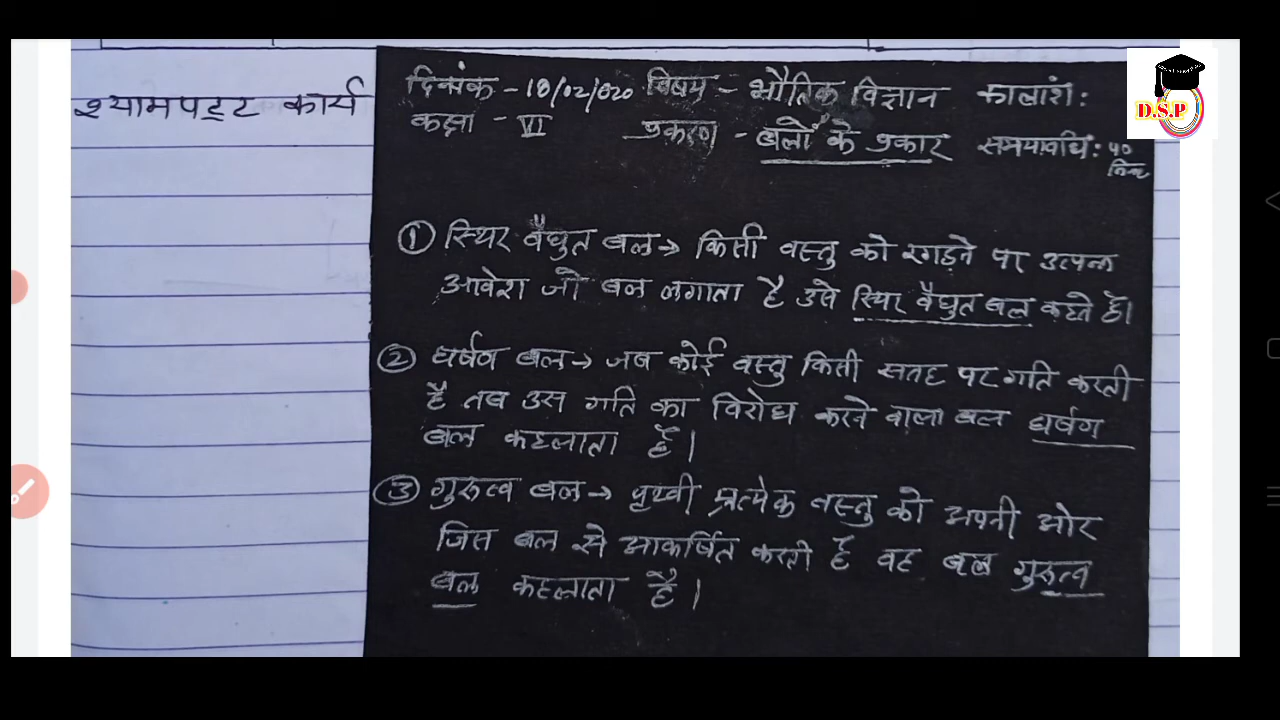 श्यामपट्ट कार्य
दिनांक - 18/02/020 विषय - भौतिक विज्ञान कालांश:
कक्षा - VI प्रकरण - बलों के प्रकार समयावधि: 40 मिनट
D.S.P
① स्थिर वैधुत बल→ किसी वस्तु को रगड़ने पर उत्पन्न
आवेश जो बल लगाता है उसे स्थिर वैधुत बल कहते है।
② घर्षण बल→ जब कोई वस्तु किसी सतह पर गति करती
है तब उस गति का विरोध करने वाला बल घर्षण
बल कहलाता है।
③ गुरुत्व बल→ पृथ्वी प्रत्येक वस्तु को अपनी ओर
जिस बल से आकर्षित करती है वह बल गुरुत्व
बल कहलाता है।